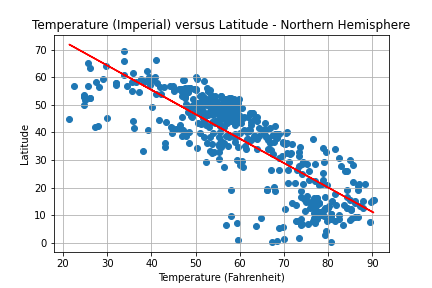 Temperature (Imperial) versus Latitude - Northern Hemisphere
70
60
50
40
30
20
10
0
Latitude
20 30 40 50 60 70 80 90
Temperature (Fahrenheit)